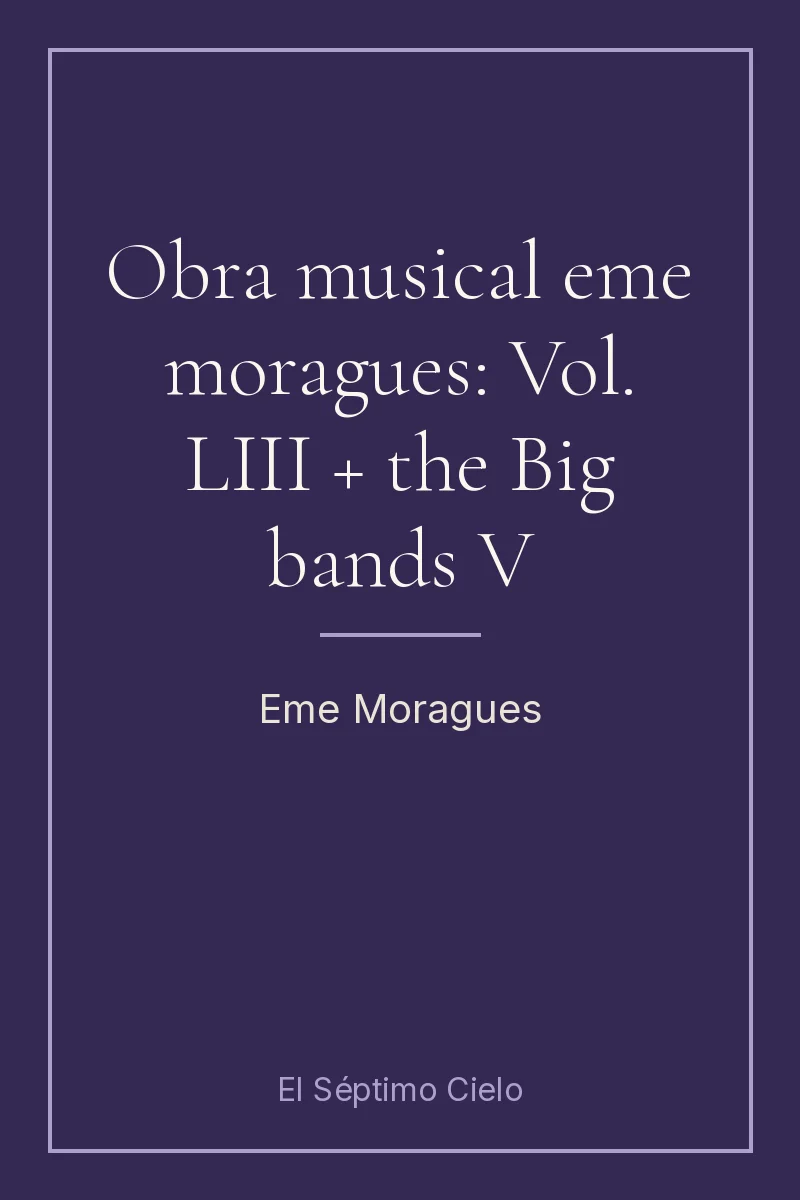 Obra musical eme
moragues: Vol.
LIII + the Big
bands V
Eme Moragues
El Séptimo Cielo